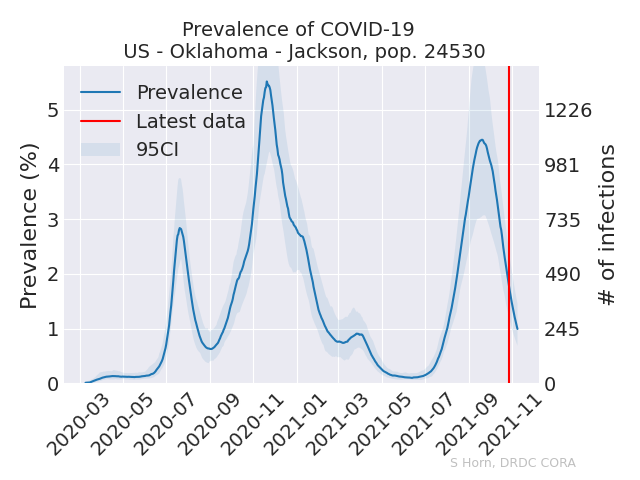 Prevalence of COVID-19
US - Oklahoma - Jackson, pop. 24530
Prevalence
Latest data
95CI
Prevalence (%)
5
4
3
2
1
0
1226
981
735
490
245
0
# of infections
2020-03
2020-05
2020-07
2020-09
2020-11
2021-01
2021-03
2021-05
2021-07
2021-09
2021-11
S Horn, DRDC CORA